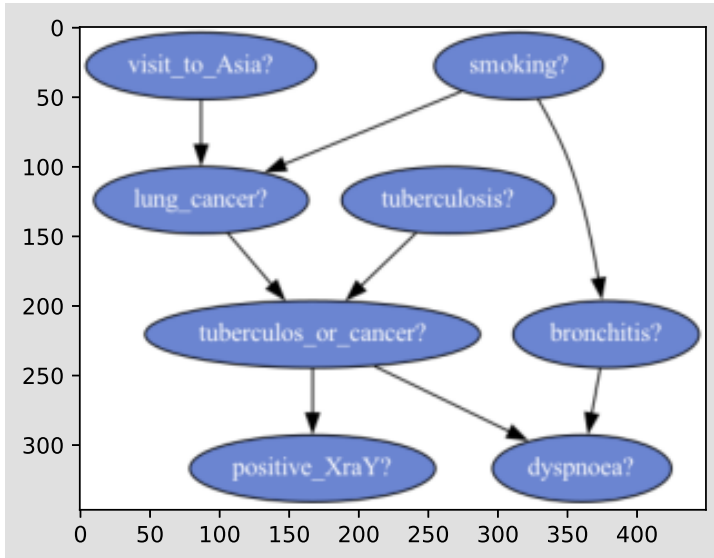 0
50
100
150
200
250
300
visit_to_Asia? smoking?
lung_cancer? tuberculosis?
tuberculos_or_cancer? bronchitis?
positive_XraY? dyspnoea?
0 50 100 150 200 250 300 350 400